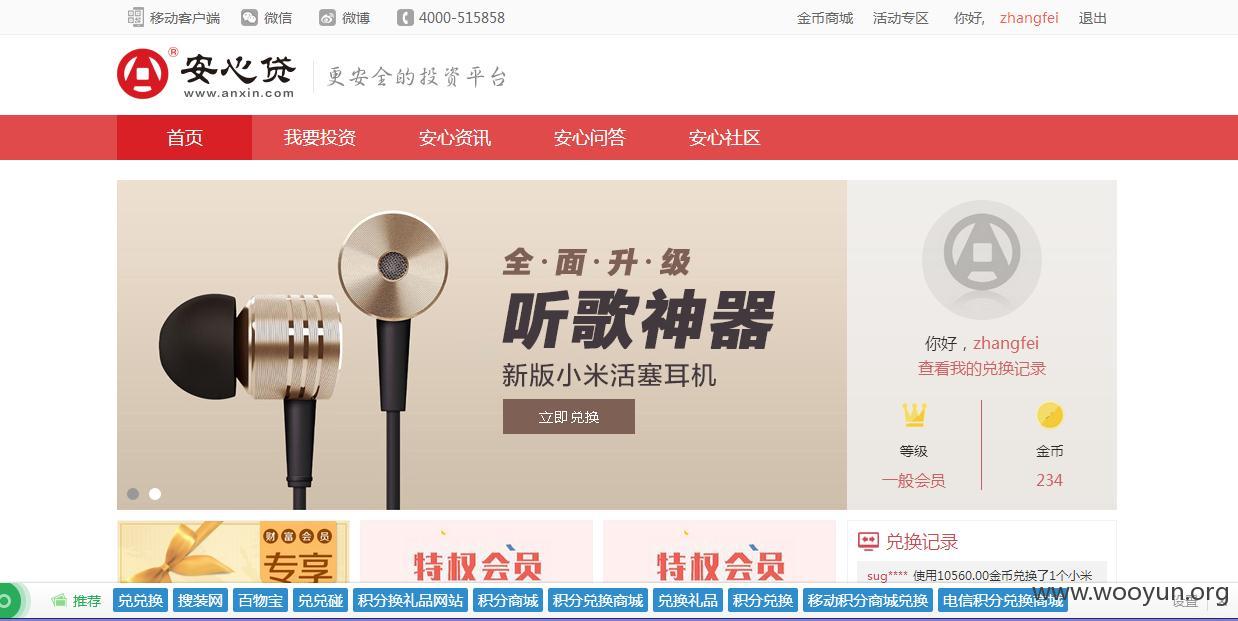 移动客户端 微信 微博 4000-515858 金币商城 活动专区 你好, zhangfei 退出
安心贷® 更安全的投资平台
www.anxin.com
首页 我要投资 安心资讯 安心问答 安心社区
全·面·升·级
听歌神器
新版小米活塞耳机
立即兑换
你好，zhangfei
查看我的兑换记录
等级 金币
一般会员 234
财富会员
专享
特权会员 特权会员
兑换记录
sug**** 使用10560.00金币兑换了1个小米
推荐 兑兑换 搜装网 百物宝 兑兑碰 积分换礼品网站 积分商城 积分兑换商城 兑换礼品 积分兑换 移动积分商城兑换 电信积分兑换商城 设置
www.wooyun.org